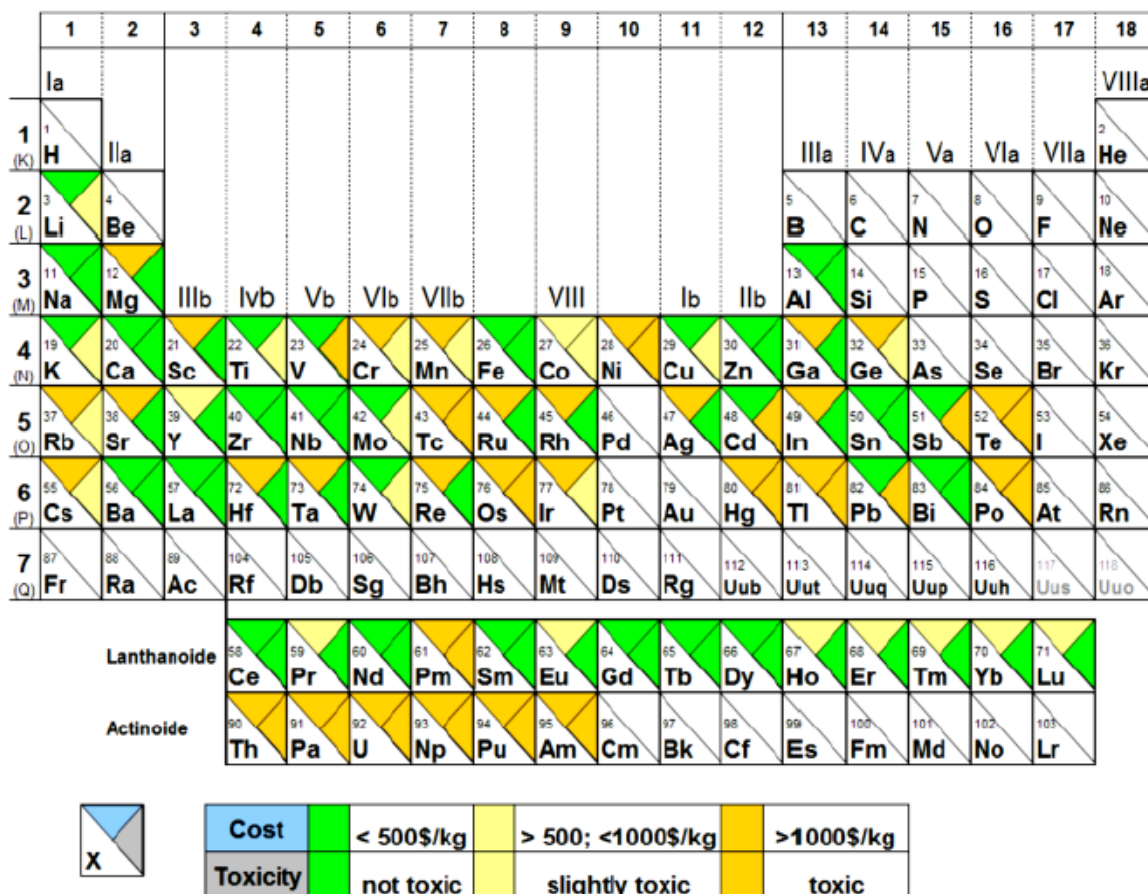 1 2 3 4 5 6 7 8 9 10 11 12 13 14 15 16 17 18
Ia VIIIa
1 (K) 1 H IIa IIIa IVa Va VIa VIIa 2 He
2 (L) 3 Li 4 Be 5 B 6 C 7 N 8 O 9 F 10 Ne
3 (M) 11 Na 12 Mg IIIb Ivb Vb VIb VIIb VIII Ib IIb 13 Al 14 Si 15 P 16 S 17 Cl 18 Ar
4 (N) 19 K 20 Ca 21 Sc 22 Ti 23 V 24 Cr 25 Mn 26 Fe 27 Co 28 Ni 29 Cu 30 Zn 31 Ga 32 Ge 33 As 34 Se 35 Br 36 Kr
5 (O) 37 Rb 38 Sr 39 Y 40 Zr 41 Nb 42 Mo 43 Tc 44 Ru 45 Rh 46 Pd 47 Ag 48 Cd 49 In 50 Sn 51 Sb 52 Te 53 I 54 Xe
6 (P) 55 Cs 56 Ba 57 La 72 Hf 73 Ta 74 W 75 Re 76 Os 77 Ir 78 Pt 79 Au 80 Hg 81 Tl 82 Pb 83 Bi 84 Po 85 At 86 Rn
7 (Q) 87 Fr 88 Ra 89 Ac 104 Rf 105 Db 106 Sg 107 Bh 108 Hs 109 Mt 110 Ds 111 Rg 112 Uub 113 Uut 114 Uuq 115 Uup 116 Uuh 117 Uus 118 Uuo
Lanthanoide 58 Ce 59 Pr 60 Nd 61 Pm 62 Sm 63 Eu 64 Gd 65 Tb 66 Dy 67 Ho 68 Er 69 Tm 70 Yb 71 Lu
Actinoide 90 Th 91 Pa 92 U 93 Np 94 Pu 95 Am 96 Cm 97 Bk 98 Cf 99 Es 100 Fm 101 Md 102 No 103 Lr
X
Cost < 500$/kg > 500; <1000$/kg >1000$/kg
Toxicity not toxic slightly toxic toxic